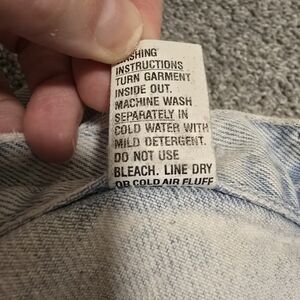 WASHING
INSTRUCTIONS
TURN GARMENT
INSIDE OUT.
MACHINE WASH
SEPARATELY IN
COLD WATER WITH
MILD DETERGENT.
DO NOT USE
BLEACH. LINE DRY
OR COLD AIR FLUFF